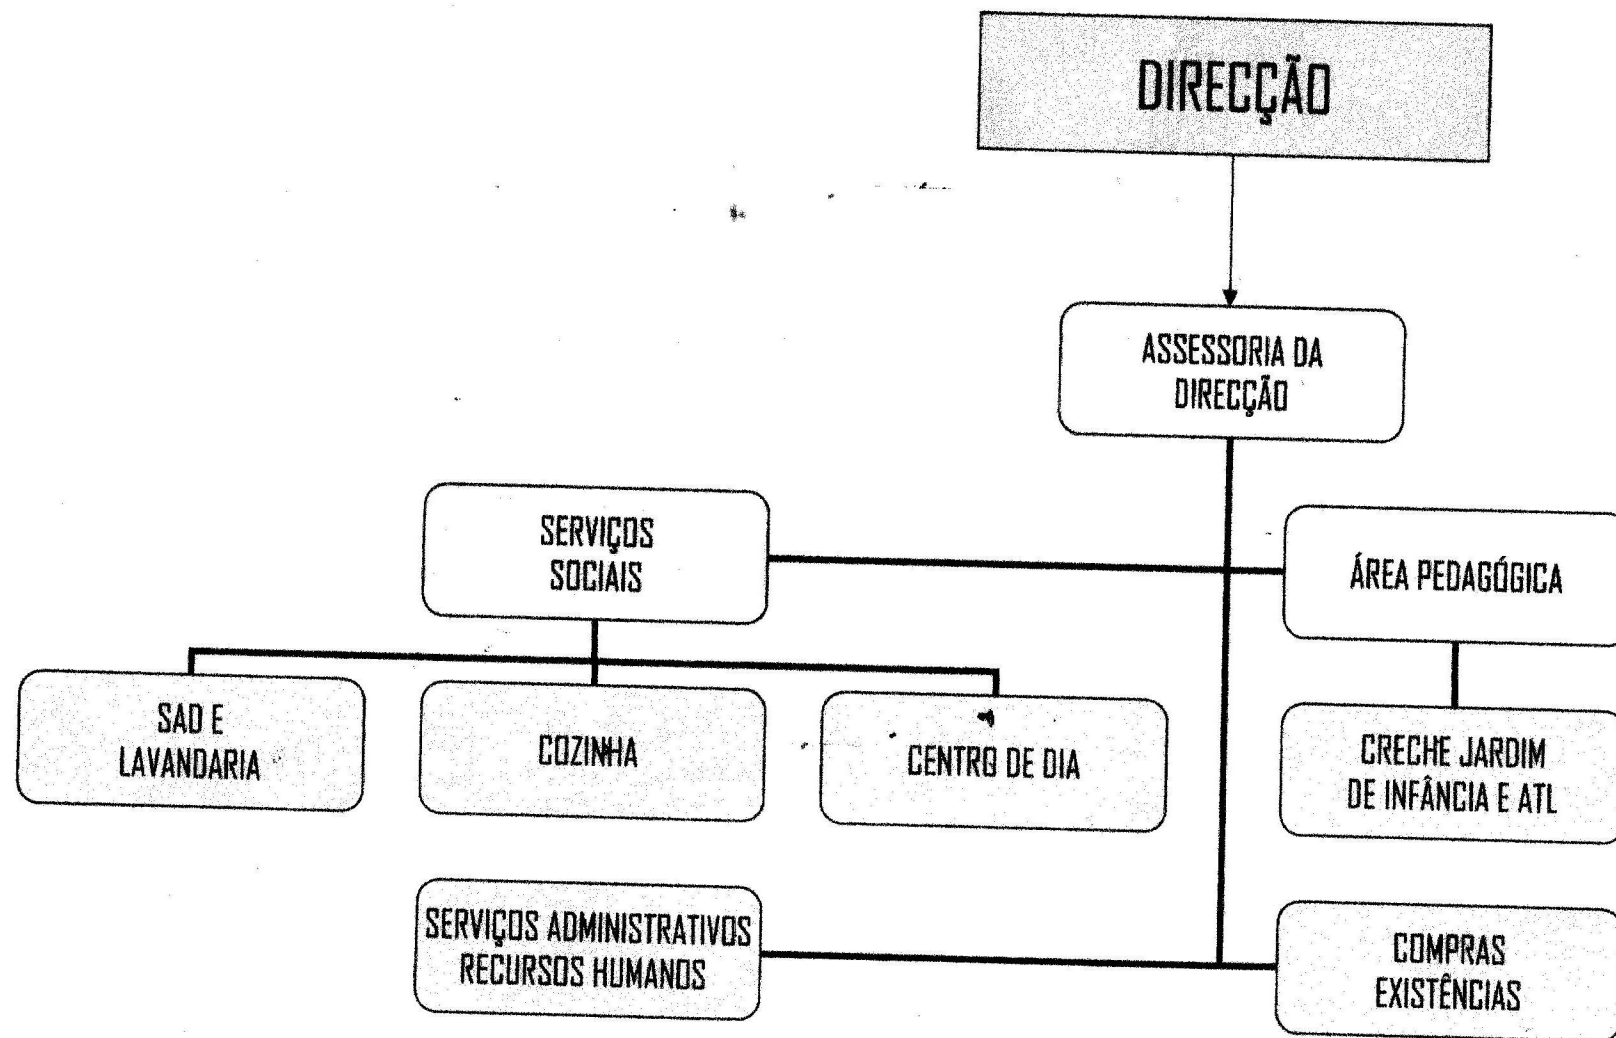 DIRECÇÃO
ASSESSORIA DA
DIRECÇÃO
SERVIÇOS
SOCIAIS
ÁREA PEDAGÓGICA
SAD E
LAVANDARIA
COZINHA
CENTRO DE DIA
CRECHE JARDIM
DE INFÂNCIA E ATL
SERVIÇOS ADMINISTRATIVOS
RECURSOS HUMANOS
COMPRAS
EXISTÊNCIAS